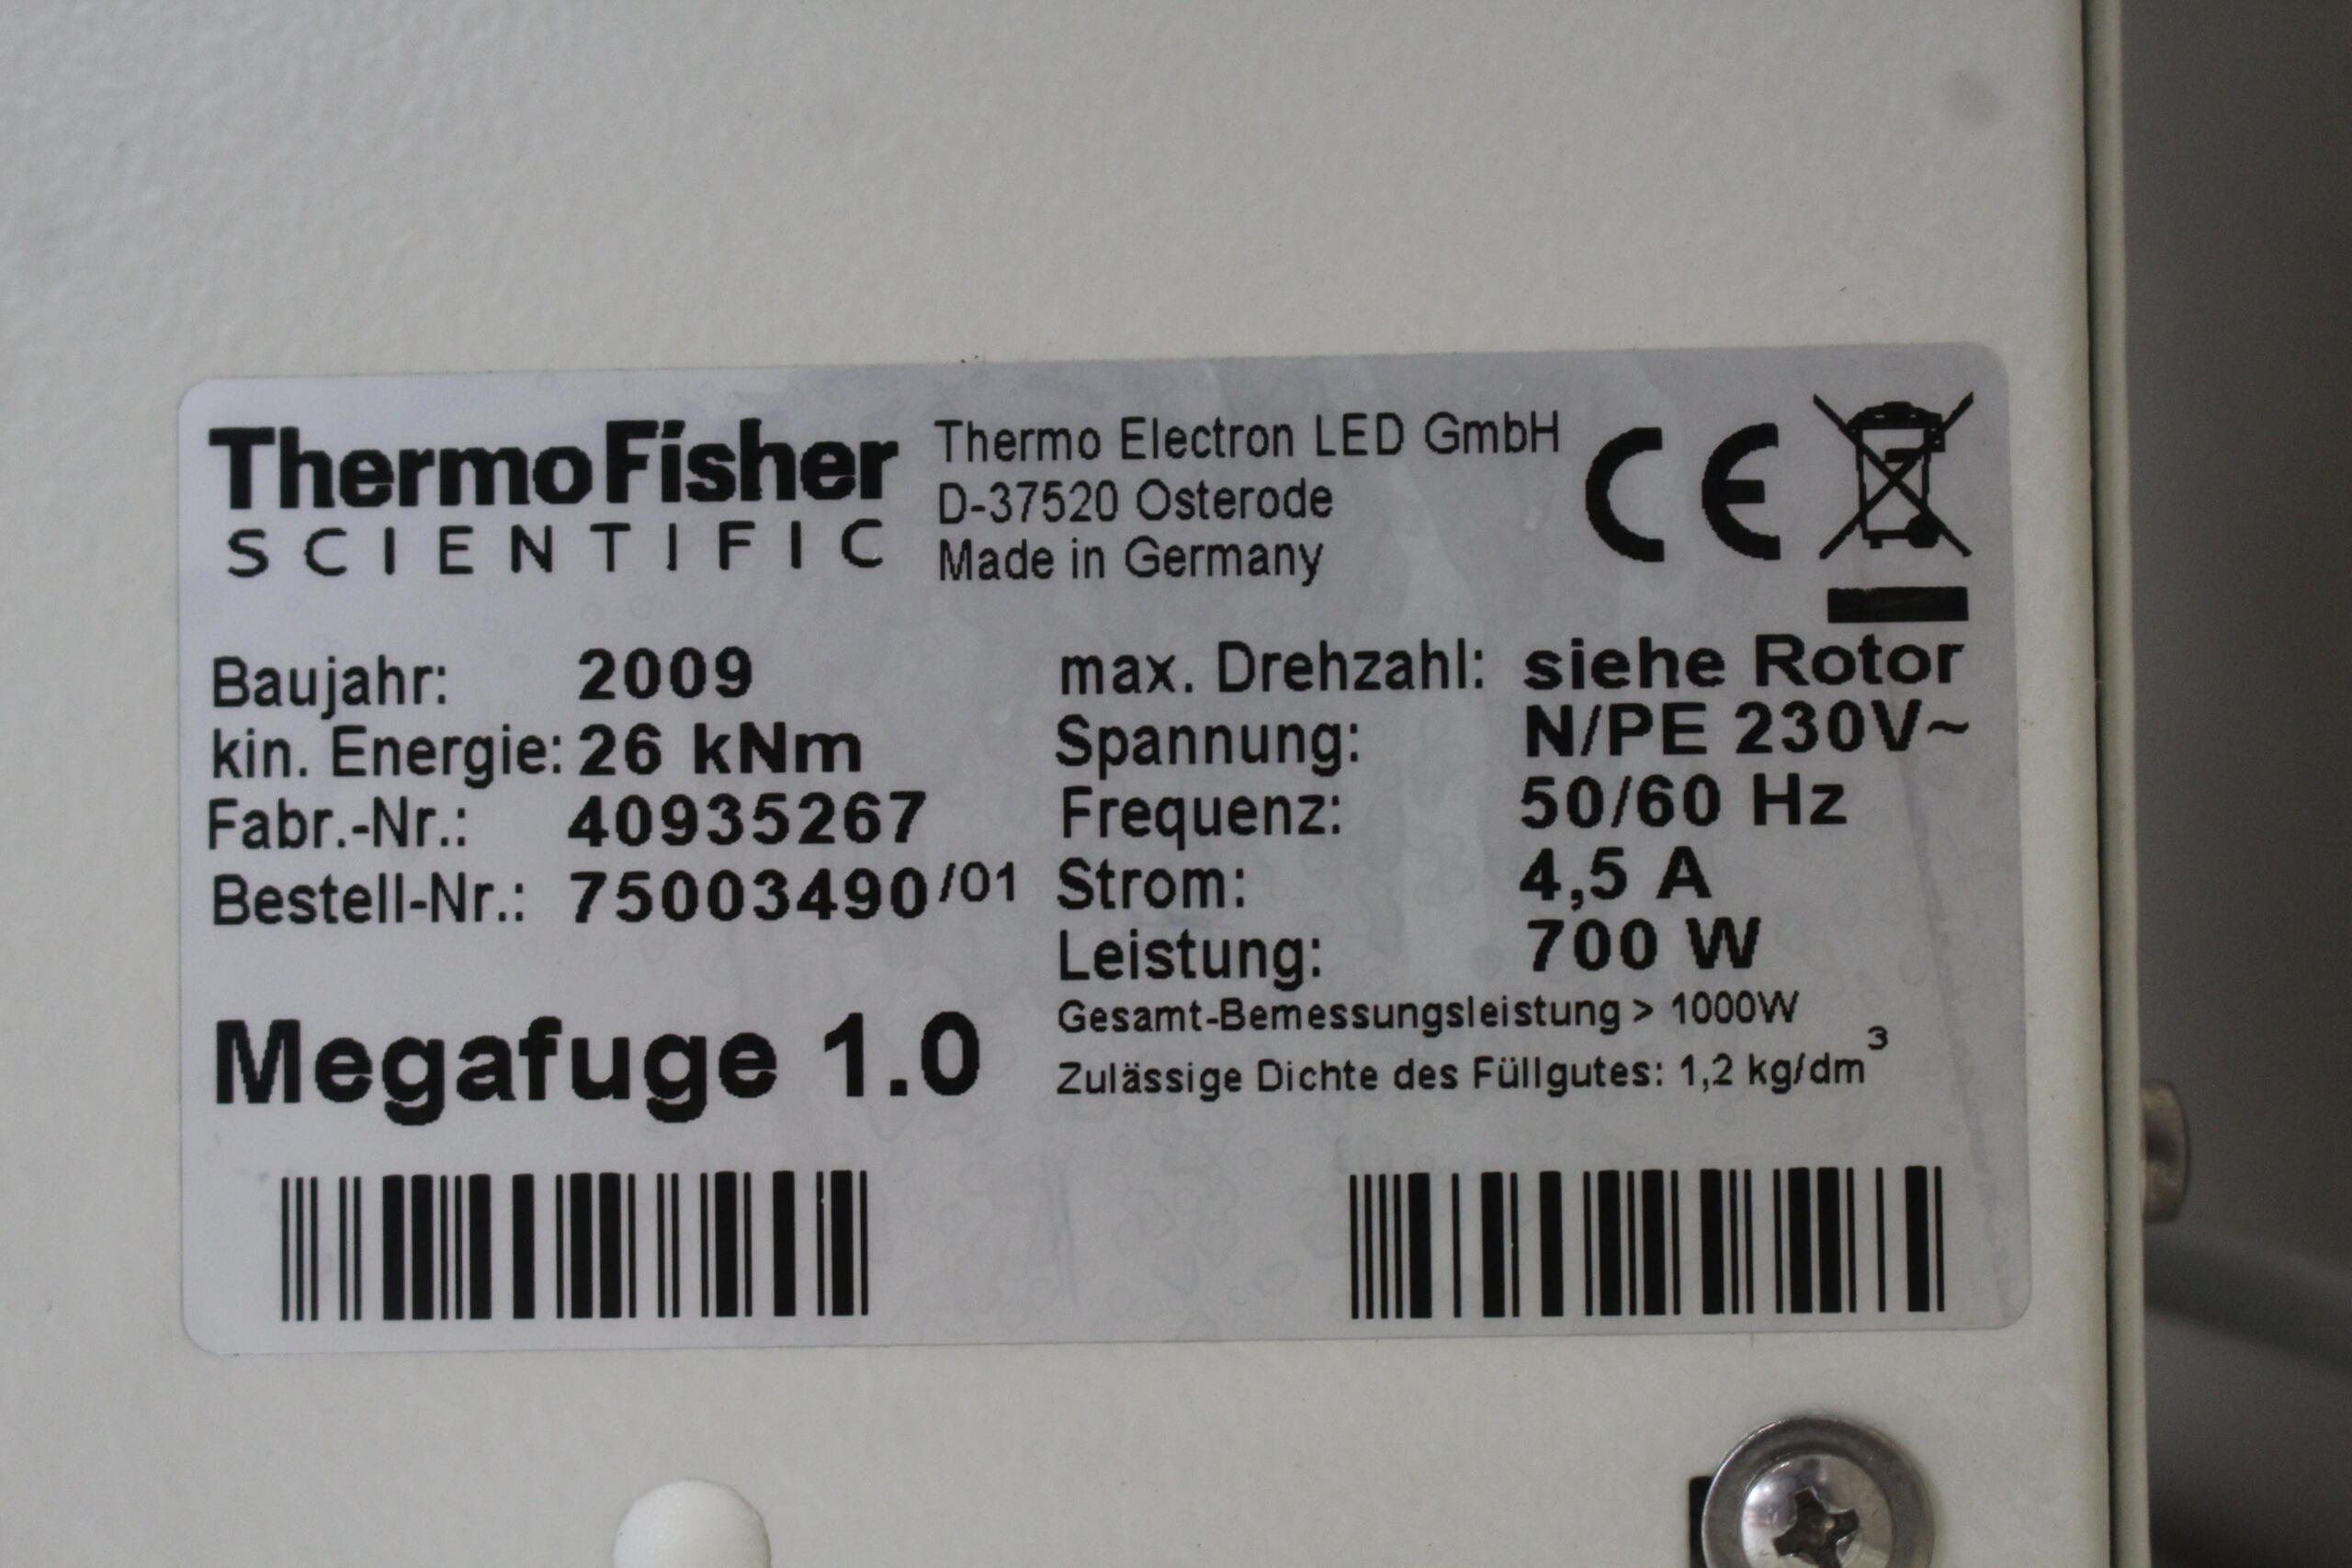 ThermoFisher
SCIENTIFIC
Thermo Electron LED GmbH
D-37520 Osterode
Made in Germany
CE
Baujahr: 2009
kin. Energie: 26 kNm
Fabr.-Nr.: 40935267
Bestell-Nr.: 75003490/01
Megafuge 1.0
max. Drehzahl: siehe Rotor
Spannung: N/PE 230V~
Frequenz: 50/60 Hz
Strom: 4,5 A
Leistung: 700 W
Gesamt-Bemessungsleistung > 1000W
Zulässige Dichte des Füllgutes: 1,2 kg/dm³